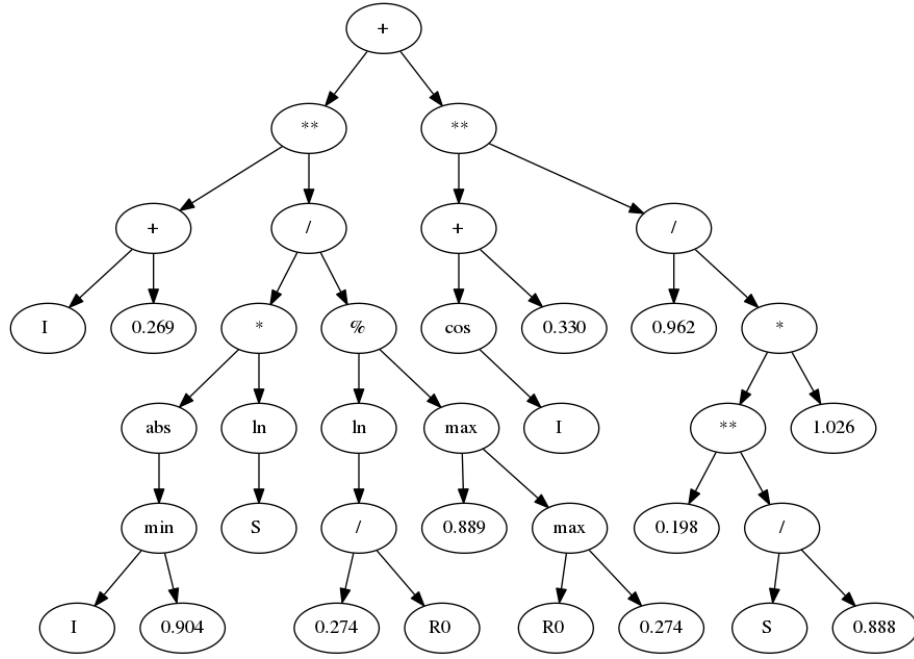 +
** **
+ / + /
I 0.269 * % cos 0.330 0.962 *
abs ln ln max I ** 1.026
min S / 0.889 max 0.198 /
I 0.904 0.274 R0 R0 0.274 S 0.888